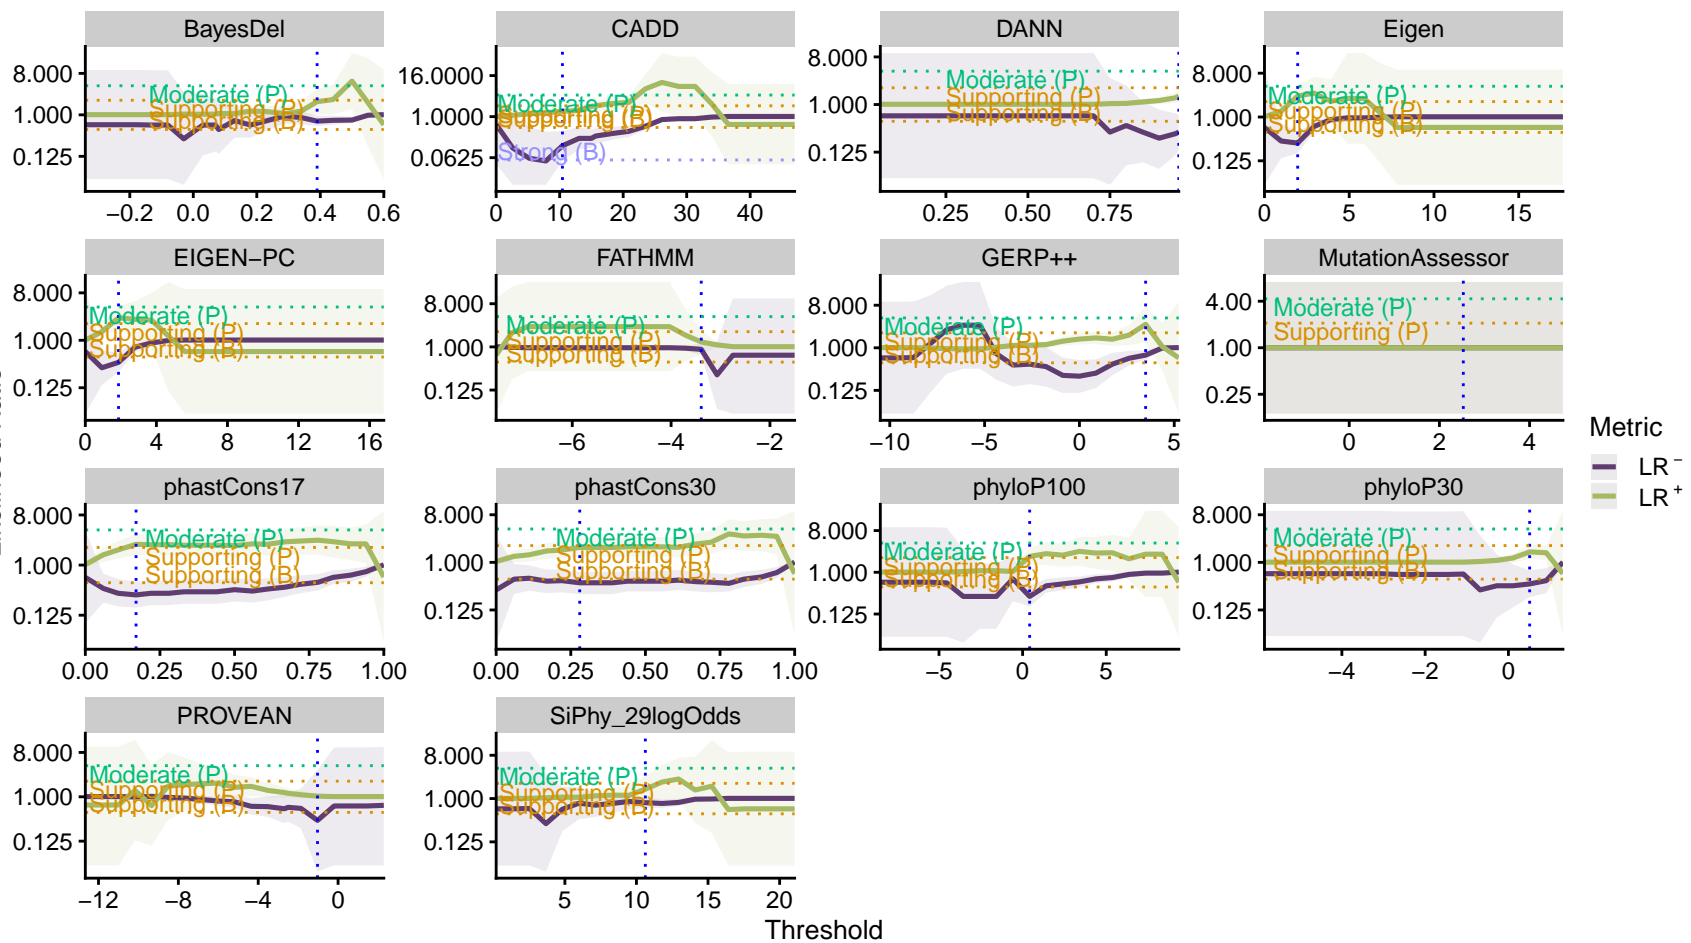 BayesDel CADD DANN Eigen
8.000 1.000 0.125
Moderate (P)
Supporting (P)
Supporting (B)
−0.2 0.0 0.2 0.4 0.6
16.0000 1.0000 0.0625
Moderate (P)
Supporting (P)
Supporting (B)
Strong (B)
0 10 20 30 40
8.000 1.000 0.125
Moderate (P)
Supporting (P)
Supporting (B)
0.25 0.50 0.75
8.000 1.000 0.125
Moderate (P)
Supporting (P)
Supporting (B)
0 5 10 15
EIGEN−PC FATHMM GERP++ MutationAssessor
8.000 1.000 0.125
Moderate (P)
Supporting (P)
Supporting (B)
0 4 8 12 16
8.000 1.000 0.125
Moderate (P)
Supporting (P)
Supporting (B)
−6 −4 −2
8.000 1.000 0.125
Moderate (P)
Supporting (P)
Supporting (B)
−10 −5 0 5
4.00 1.00 0.25
Moderate (P)
Supporting (P)
0 2 4
phastCons17 phastCons30 phyloP100 phyloP30
8.000 1.000 0.125
Moderate (P)
Supporting (P)
Supporting (B)
0.00 0.25 0.50 0.75 1.00
8.000 1.000 0.125
Moderate (P)
Supporting (P)
Supporting (B)
0.00 0.25 0.50 0.75 1.00
8.000 1.000 0.125
Moderate (P)
Supporting (P)
Supporting (B)
−5 0 5
8.000 1.000 0.125
Moderate (P)
Supporting (P)
Supporting (B)
−4 −2 0
PROVEAN SiPhy_29logOdds
8.000 1.000 0.125
Moderate (P)
Supporting (P)
Supporting (B)
−12 −8 −4 0
8.000 1.000 0.125
Moderate (P)
Supporting (P)
Supporting (B)
5 10 15 20
Threshold
Metric
LR⁻
LR⁺